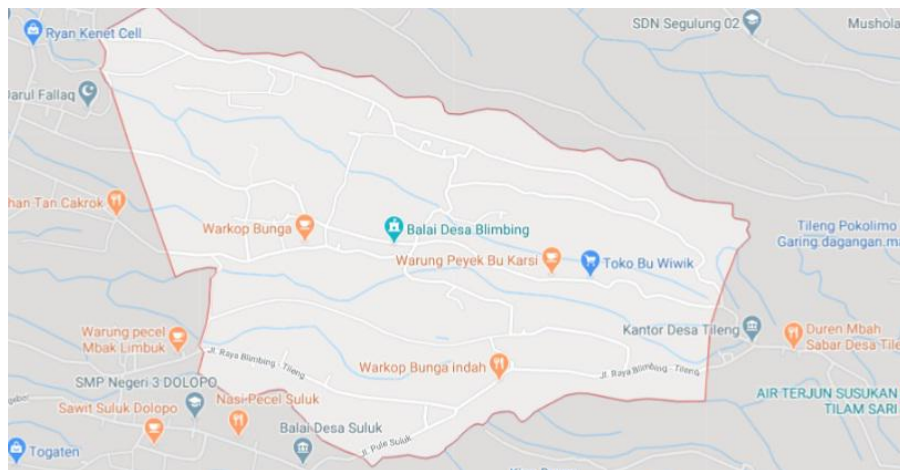 Ryan Kenet Cell
SDN Segulung 02
Mushola
Darul Fallaq
han Tan Cakrok
Warkop Bunga
Balai Desa Blimbing
Tileng Pokolimo
Garing.dagangan.ma
Warung Peyek Bu Karsi
Toko Bu Wiwik
Warung pecel
Mbak Limbuk
Kantor Desa Tileng
Duren Mbah
Sabar Desa Tile
Jl. Raya Blimbing - Tileng
Warkop Bunga indah
Jl. Raya Blimbing - Tileng
SMP Negeri 3 DOLOPO
Sawit Suluk Dolopo
Nasi Pecel Suluk
AIR TERJUN SUSUKAN
TILAM SARI
Balai Desa Suluk
Jl. Pule Suluk
Togaten